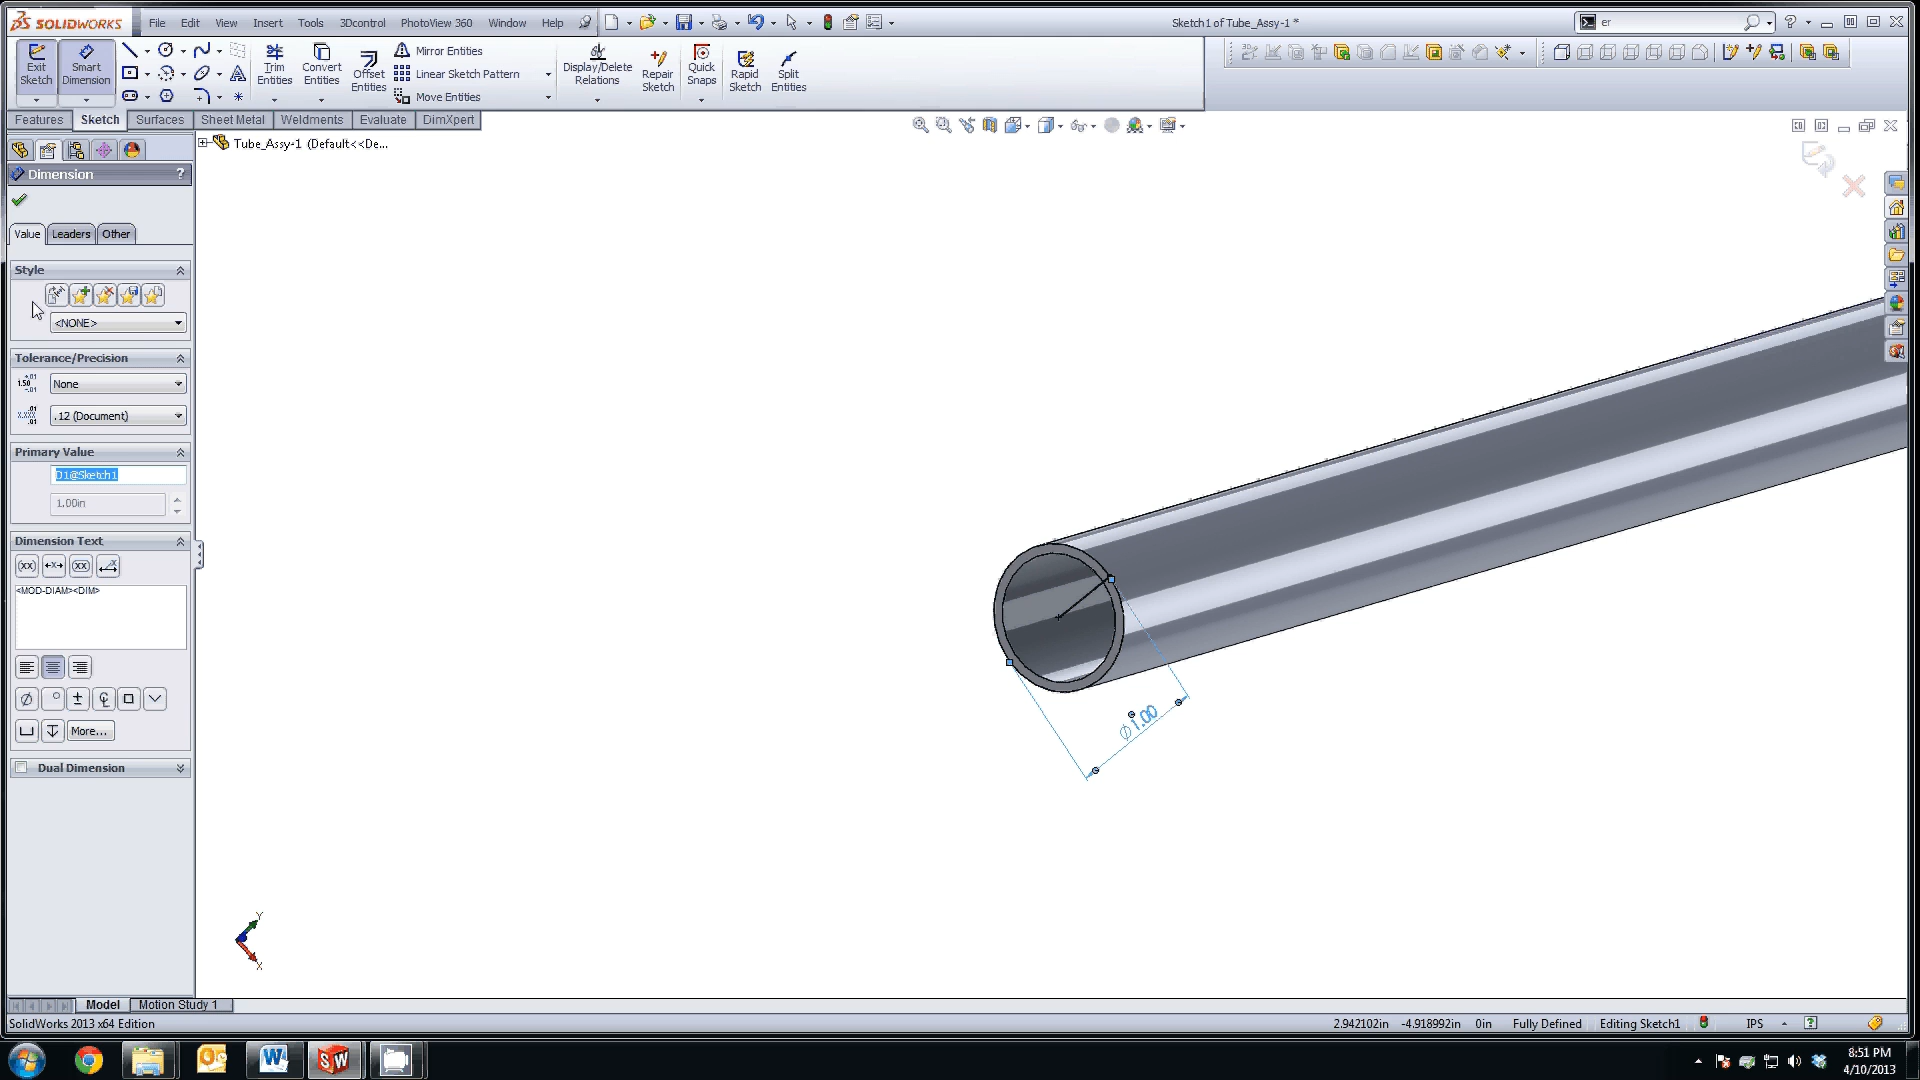 SOLIDWORKS File Edit View Insert Tools 3Dcontrol PhotoView 360 Window Help Sketch1 of Tube_Assy-1 * er
Exit Sketch
Smart Dimension
Trim Entities
Convert Entities
Offset Entities
Mirror Entities
Linear Sketch Pattern
Move Entities
Display/Delete Relations
Repair Sketch
Quick Snaps
Rapid Sketch
Split Entities
Features Sketch Surfaces Sheet Metal Weldments Evaluate DimXpert
Tube_Assy-1 (Default<<De...
Dimension ?
Value Leaders Other
Style
<NONE>
Tolerance/Precision
None
.12 (Document)
Primary Value
D1@Sketch1
1.00in
Dimension Text
<MOD-DIAM><DIM>
More...
Dual Dimension
∅1.00
Y
X
Model Motion Study 1
SolidWorks 2013 x64 Edition 2.942102in -4.918992in 0in Fully Defined Editing Sketch1 IPS
8:51 PM
4/10/2013